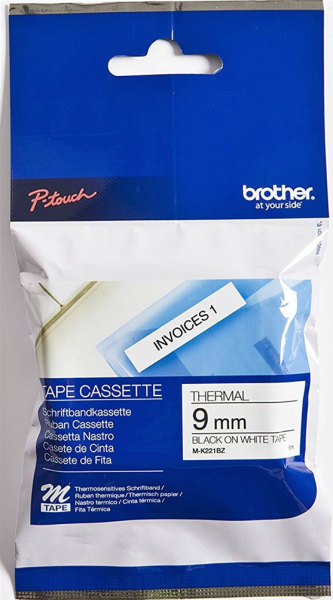 P-touch
brother
at your side
INVOICES 1
TAPE CASSETTE
Schriftbandkassette
Ruban Cassette
Cassetta Nastro
Casete de Cinta
Cassete de Fita
THERMAL
9 mm
BLACK ON WHITE TAPE
M-K221BZ
M
TAPE
Thermosensitives Schriftband /
Ruban thermique / Thermisch papier /
Nastro termico / Cinta térmica /
Fita Térmica